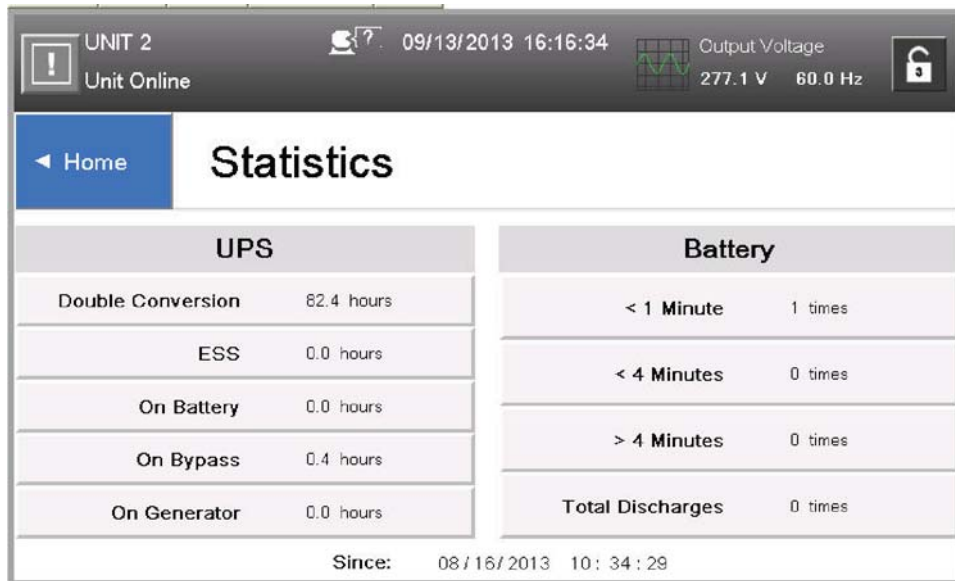 UNIT 2
Unit Online
09/13/2013 16:16:34
Output Voltage
277.1 V 60.0 Hz
◄ Home
Statistics
UPS
Double Conversion 82.4 hours
ESS 0.0 hours
On Battery 0.0 hours
On Bypass 0.4 hours
On Generator 0.0 hours
Battery
< 1 Minute 1 times
< 4 Minutes 0 times
> 4 Minutes 0 times
Total Discharges 0 times
Since: 08/16/2013 10:34:29